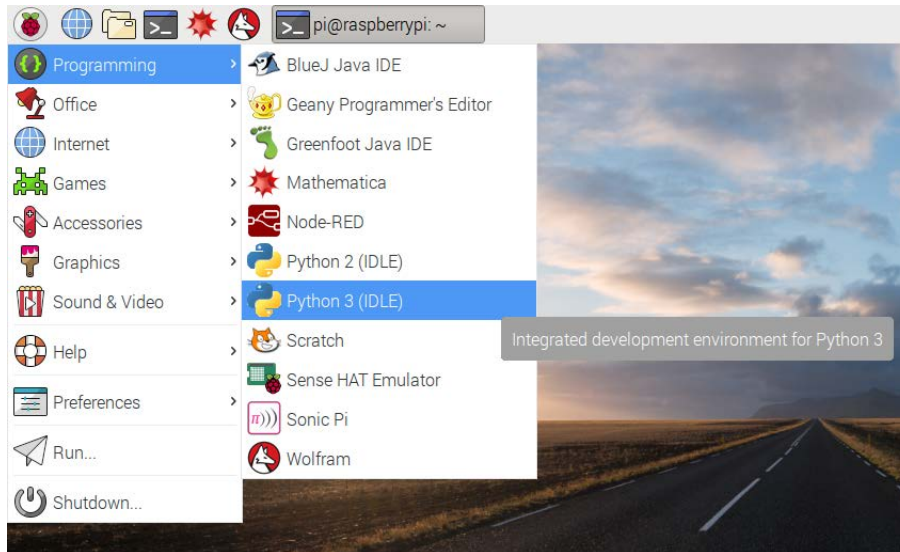 pi@raspberrypi: ~
Programming
Office
Internet
Games
Accessories
Graphics
Sound & Video
Help
Preferences
Run...
Shutdown...
BlueJ Java IDE
Geany Programmer's Editor
Greenfoot Java IDE
Mathematica
Node-RED
Python 2 (IDLE)
Python 3 (IDLE)
Scratch
Sense HAT Emulator
Sonic Pi
Wolfram
Integrated development environment for Python 3